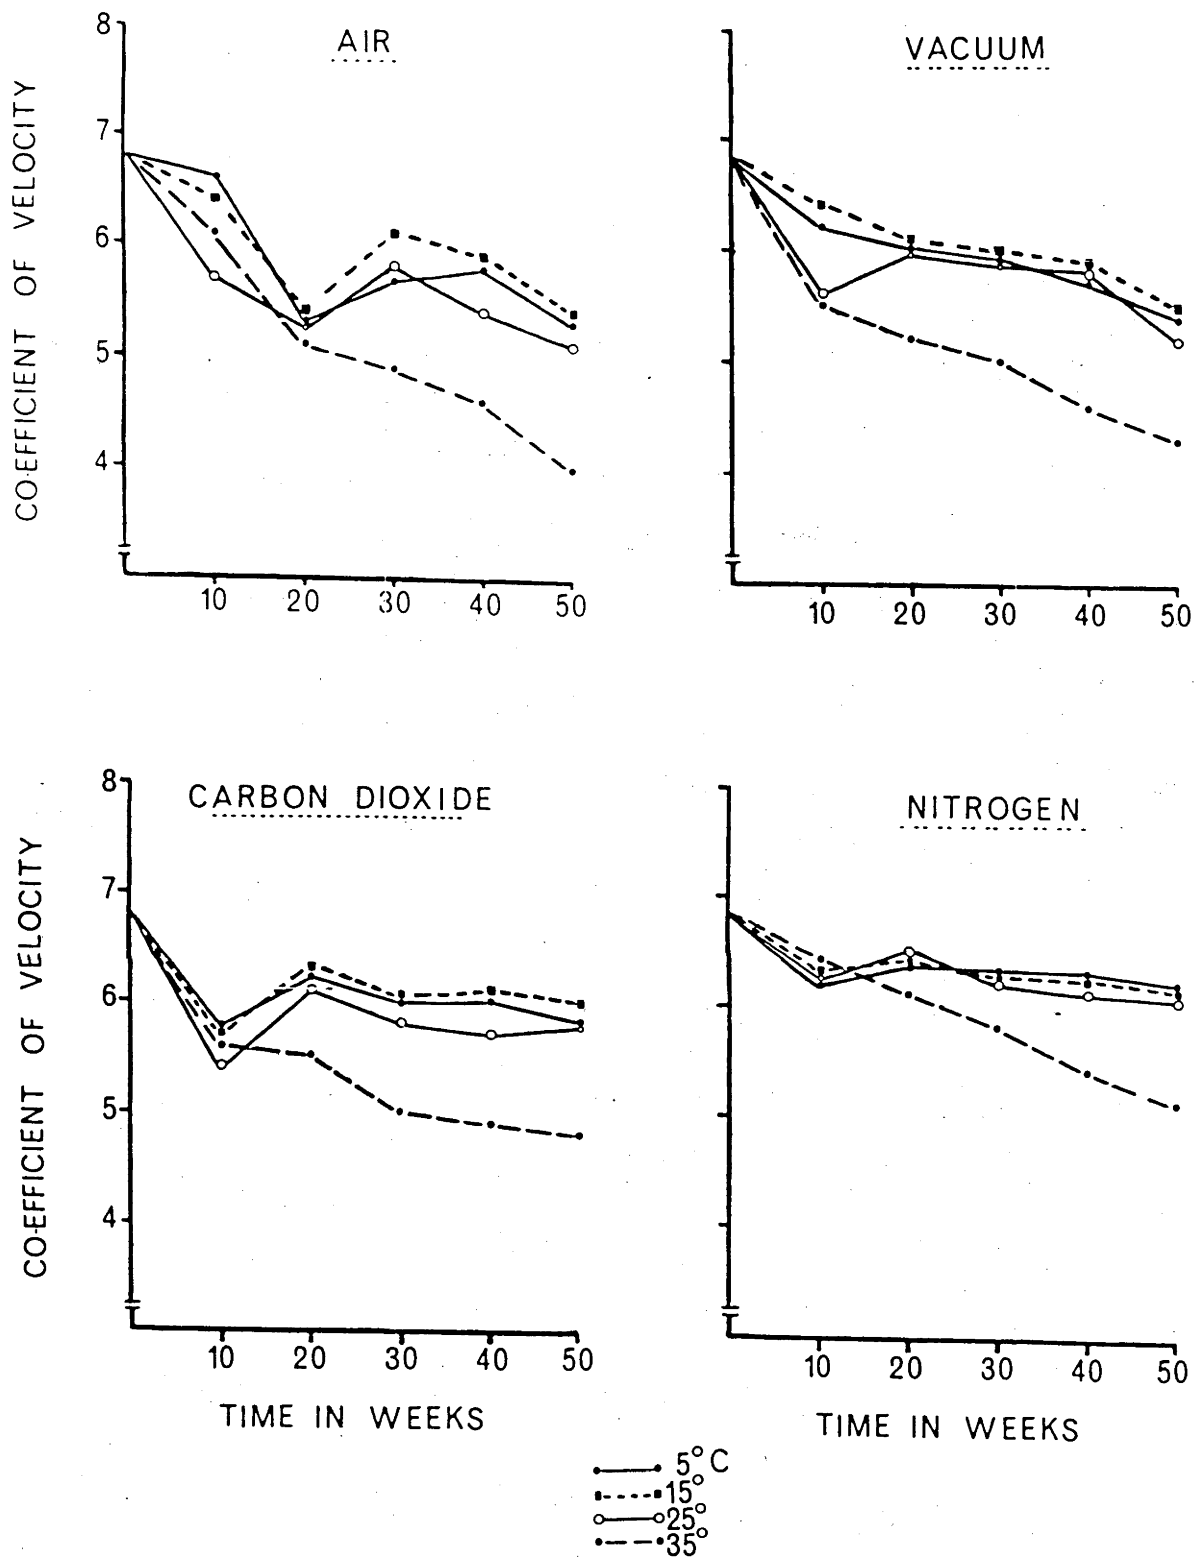 AIR
8
7
6
5
4
CO-EFFICIENT OF VELOCITY
10 20 30 40 50
VACUUM
10 20 30 40 50
CARBON DIOXIDE
8
7
6
5
4
CO-EFFICIENT OF VELOCITY
10 20 30 40 50
TIME IN WEEKS
NITROGEN
10 20 30 40 50
TIME IN WEEKS
5° C
15°
25°
35°